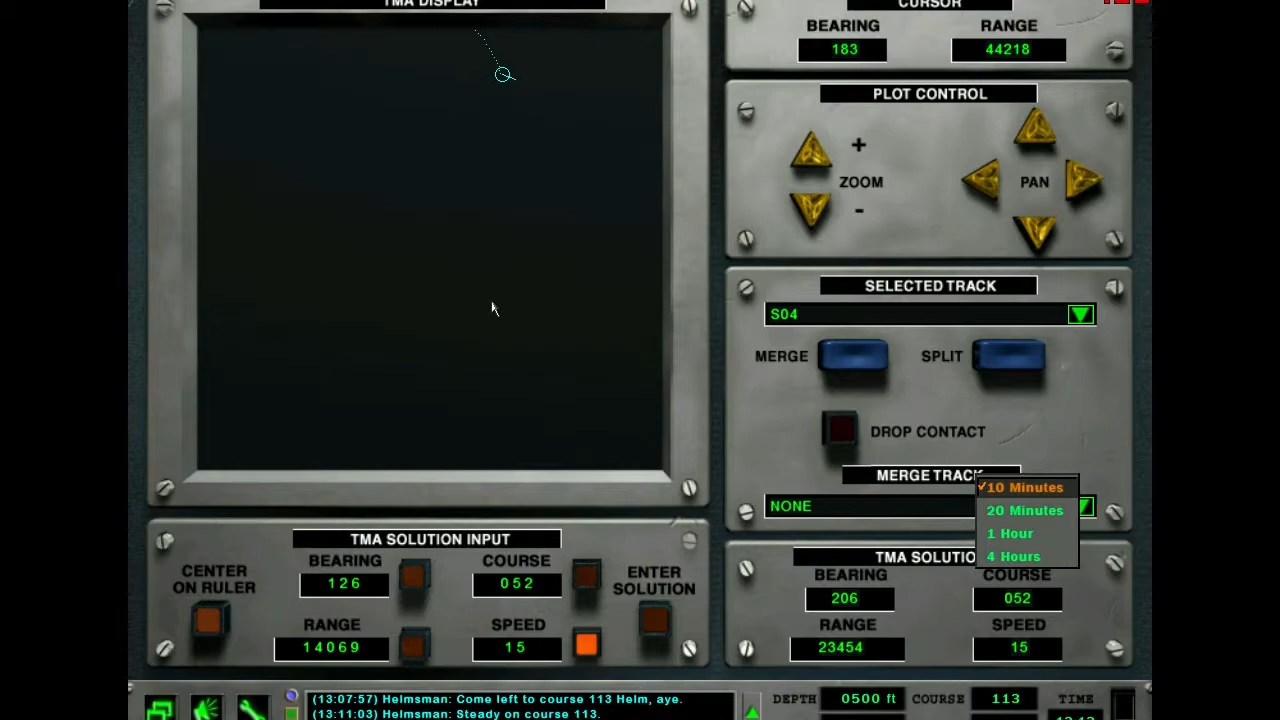 TMA DISPLAY
CURSOR
BEARING RANGE
183 44218
PLOT CONTROL
+
ZOOM
-
PAN
SELECTED TRACK
S04
MERGE SPLIT
DROP CONTACT
MERGE TRACK
NONE
✓10 Minutes
20 Minutes
1 Hour
4 Hours
TMA SOLUTION INPUT
CENTER ON RULER
BEARING
126
COURSE
052
RANGE
14069
SPEED
15
ENTER SOLUTION
TMA SOLUTIO
BEARING COURSE
206 052
RANGE SPEED
23454 15
(13:07:57) Helmsman: Come left to course 113 Helm, aye.
(13:11:03) Helmsman: Steady on course 113.
DEPTH 0500 ft COURSE 113 TIME